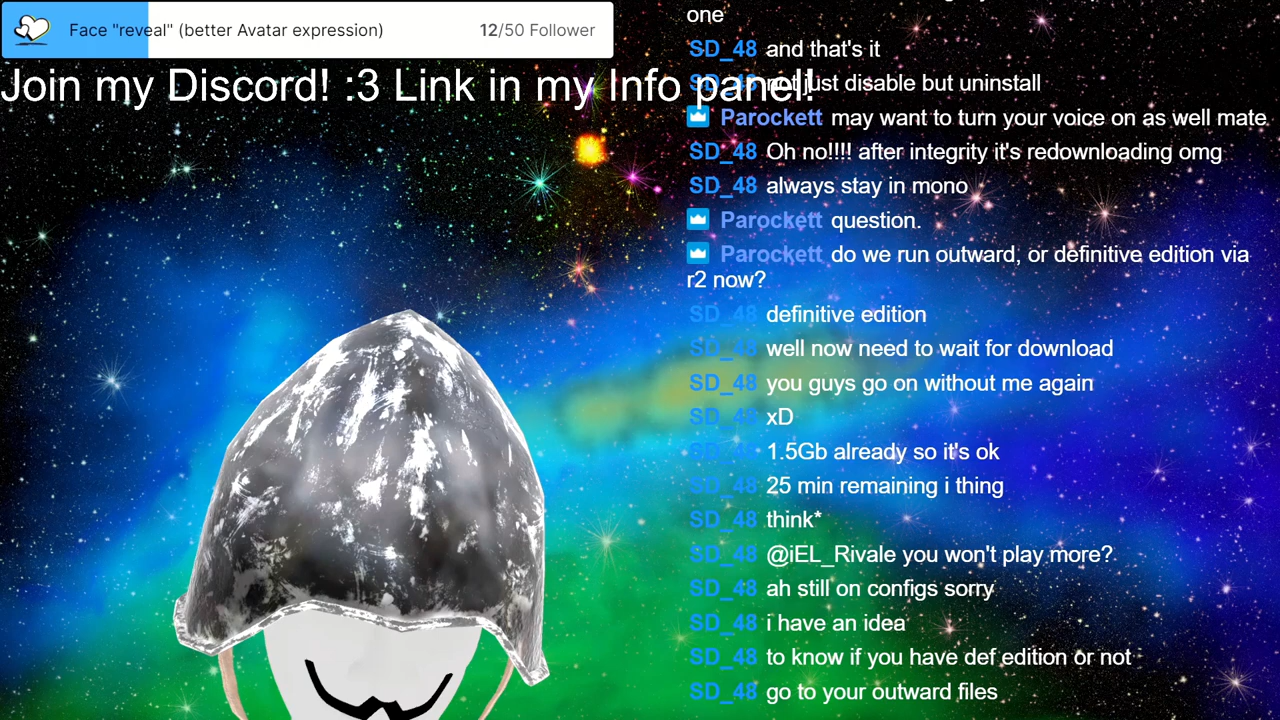 Face "reveal" (better Avatar expression) 12/50 Follower
Join my Discord! :3 Link in my Info panel!
one
SD_48 and that's it
SD_48 not just disable but uninstall
Parockett may want to turn your voice on as well mate
SD_48 Oh no!!!! after integrity it's redownloading omg
SD_48 always stay in mono
Parockett question.
Parockett do we run outward, or definitive edition via
r2 now?
SD_48 definitive edition
SD_48 well now need to wait for download
SD_48 you guys go on without me again
SD_48 xD
SD_48 1.5Gb already so it's ok
SD_48 25 min remaining i thing
SD_48 think*
SD_48 @iEL_Rivale you won't play more?
SD_48 ah still on configs sorry
SD_48 i have an idea
SD_48 to know if you have def edition or not
SD_48 go to your outward files